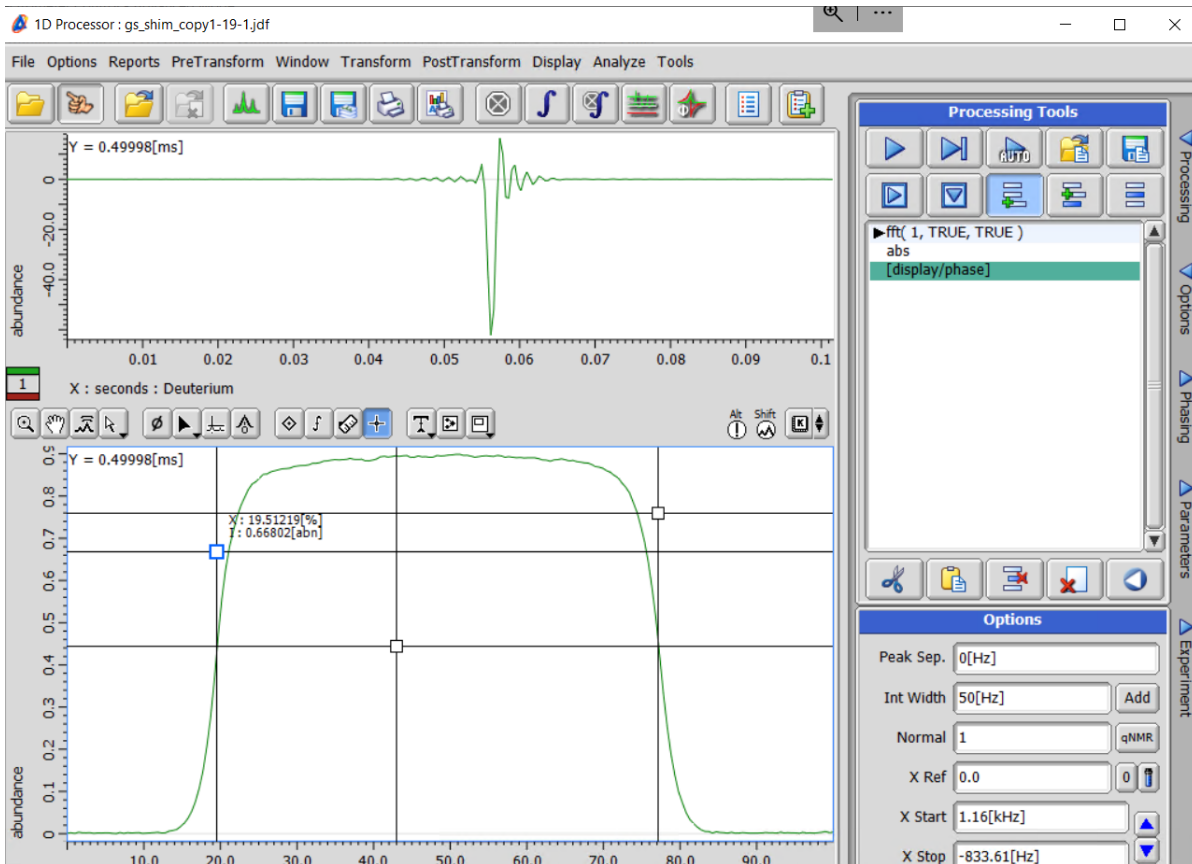 1D Processor : gs_shim_copy1-19-1.jdf
File Options Reports PreTransform Window Transform PostTransform Display Analyze Tools
Y = 0.49998[ms]
0
-20.0
-40.0
abundance
0.01 0.02 0.03 0.04 0.05 0.06 0.07 0.08 0.09 0.1
1
X : seconds : Deuterium
Alt Shift
K
Y = 0.49998[ms]
X : 19.51219[%]
I : 0.66802[abn]
0.9
0.8
0.7
0.6
0.5
0.4
0.3
0.2
0.1
0
abundance
10.0 20.0 30.0 40.0 50.0 60.0 70.0 80.0 90.0
Processing Tools
AUTO
fft( 1, TRUE, TRUE )
abs
[display/phase]
Options
Peak Sep. 0[Hz]
Int Width 50[Hz] Add
Normal 1 qNMR
X Ref 0.0 0
X Start 1.16[kHz]
X Stop -833.61[Hz]
Processing
Options
Phasing
Parameters
Experiment